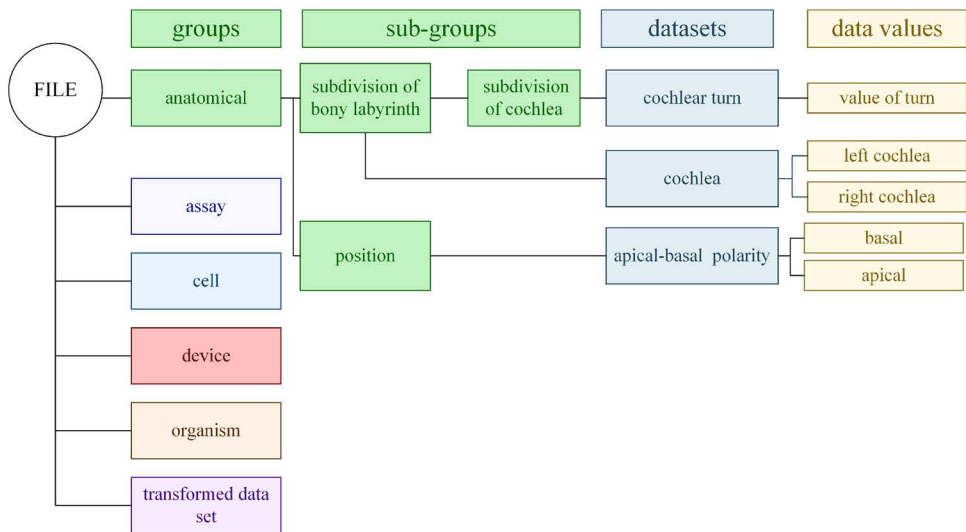 groups
sub-groups
datasets
data values
FILE
anatomical
subdivision of
bony labyrinth
subdivision
of cochlea
cochlear turn
value of turn
cochlea
left cochlea
right cochlea
assay
position
apical-basal polarity
basal
apical
cell
device
organism
transformed data
set